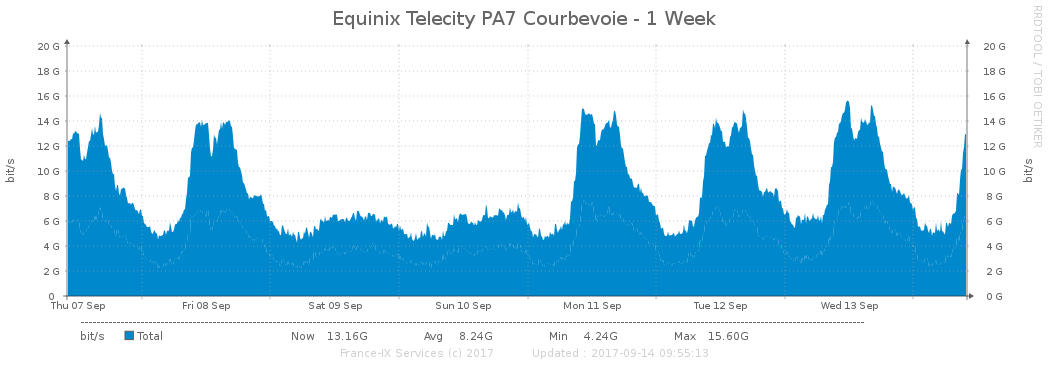 Equinix Telecity PA7 Courbevoie - 1 Week
RRDTOOL / TOBI OETIKER
20 G 20 G
18 G 18 G
16 G 16 G
14 G 14 G
12 G 12 G
10 G 10 G
8 G 8 G
6 G 6 G
4 G 4 G
2 G 2 G
0 0 G
bit/s
bit/s
Thu 07 Sep Fri 08 Sep Sat 09 Sep Sun 10 Sep Mon 11 Sep Tue 12 Sep Wed 13 Sep
bit/s Total Now 13.16G Avg 8.24G Min 4.24G Max 15.60G
France-IX Services (c) 2017 Updated : 2017-09-14 09:55:13